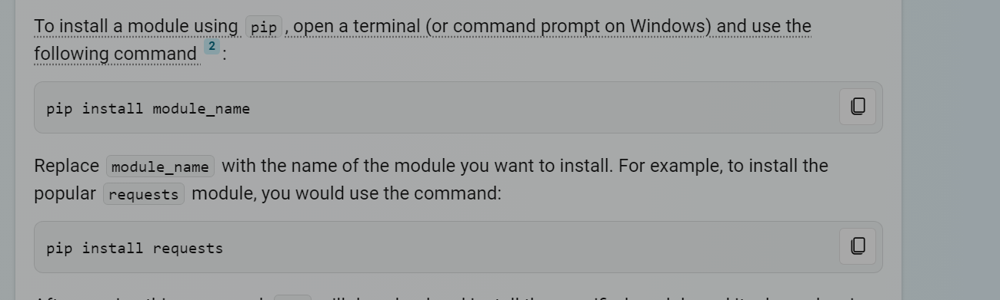 To install a module using pip, open a terminal (or command prompt on Windows) and use the
following command 2 :
pip install module_name
Replace module_name with the name of the module you want to install. For example, to install the
popular requests module, you would use the command:
pip install requests